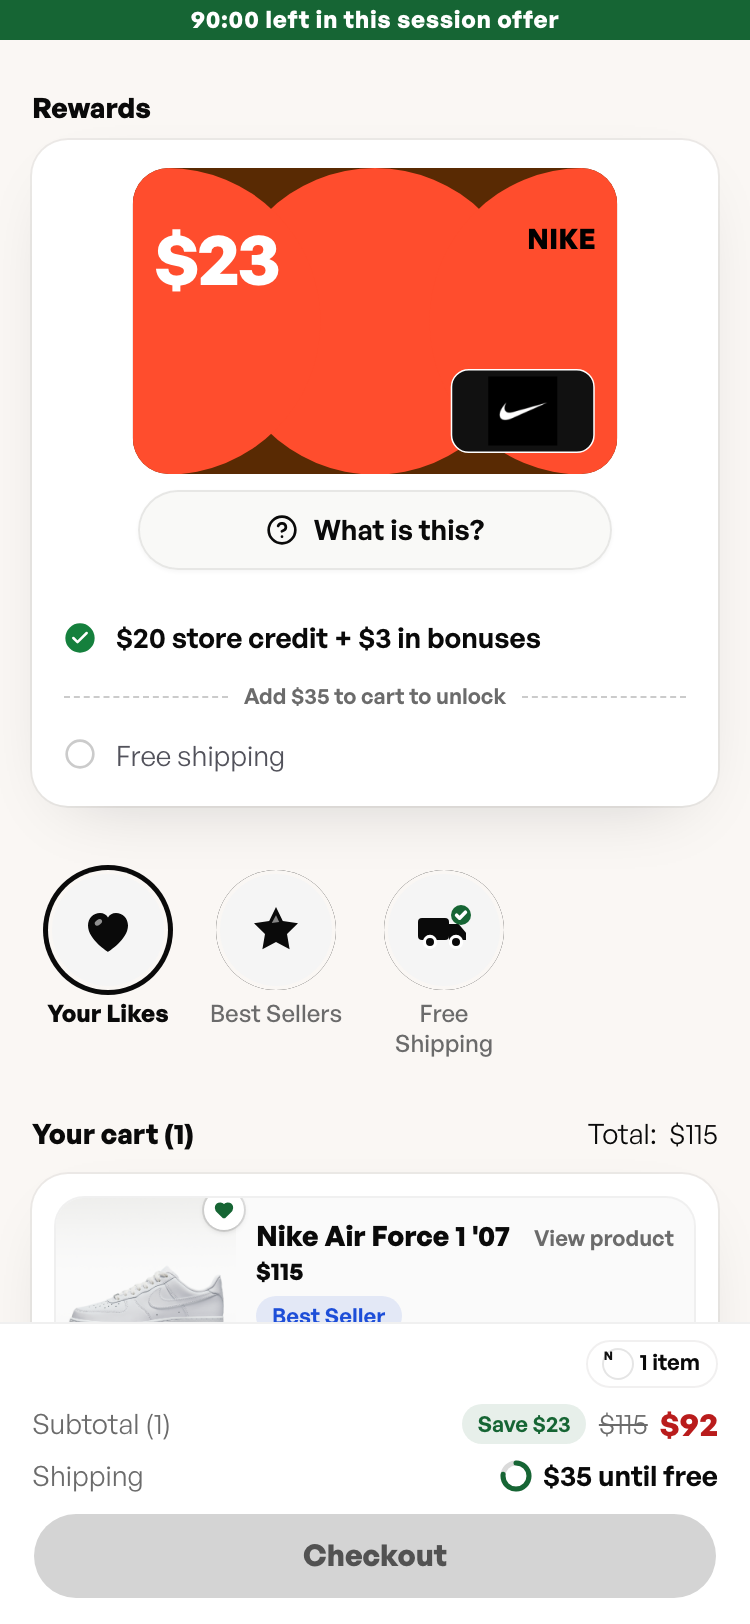 90:00 left in this session offer
Rewards
$23
NIKE
What is this?
$20 store credit + $3 in bonuses
Add $35 to cart to unlock
Free shipping
Your Likes
Best Sellers
Free
Shipping
Your cart (1)
Total: $115
Nike Air Force 1 '07
View product
$115
Best Seller
N
1 item
Subtotal (1)
Save $23
$115
$92
Shipping
$35 until free
Checkout